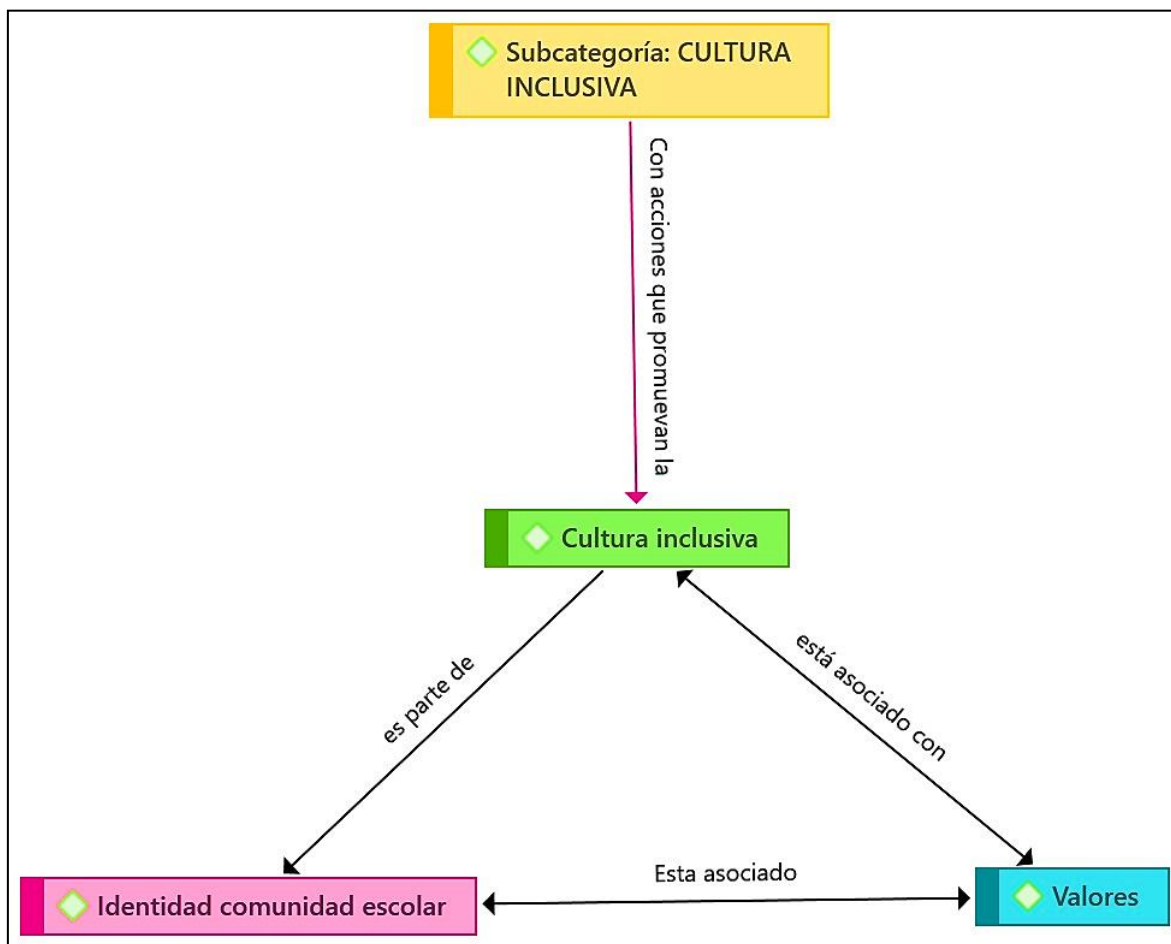 Subcategoría: CULTURA
INCLUSIVA
Con acciones que promuevan la
Cultura inclusiva
es parte de
está asociado con
Esta asociado
Identidad comunidad escolar
Valores